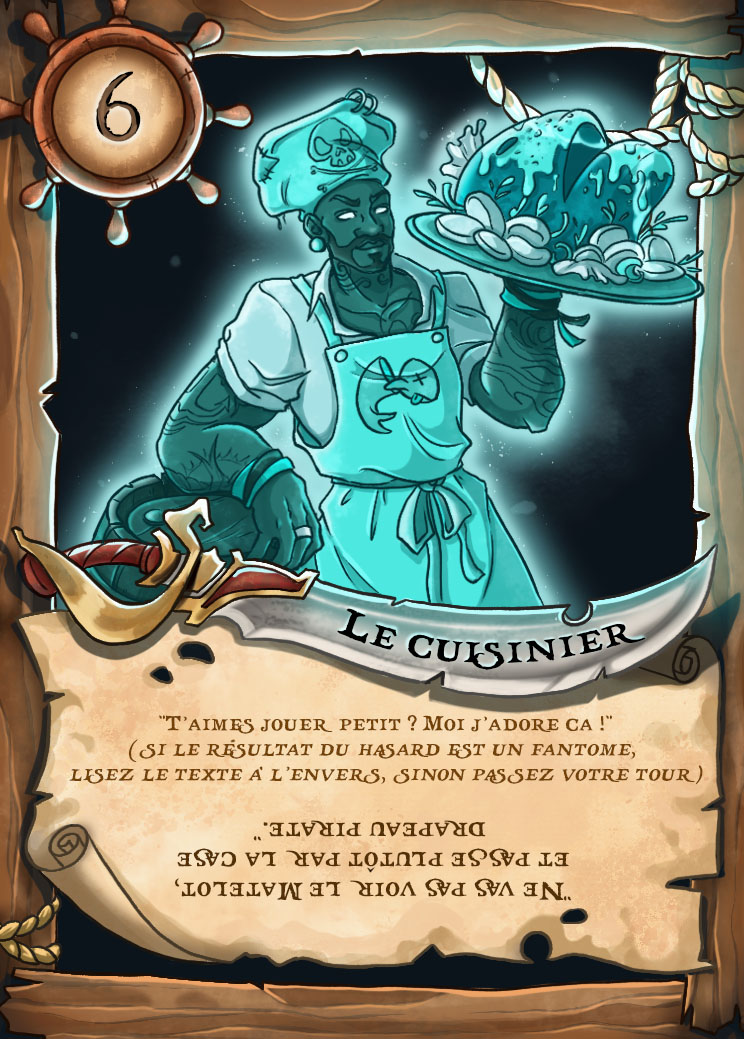 6
Le cuisinier
"T'aimes jouer petit ? Moi j'adore ca !"
(si le résultat du hasard est un fantome,
lisez le texte à l'envers, sinon passez votre tour)
"Ne vas pas voir le Matelot,
et passe plutôt par la case
drapeau pirate."